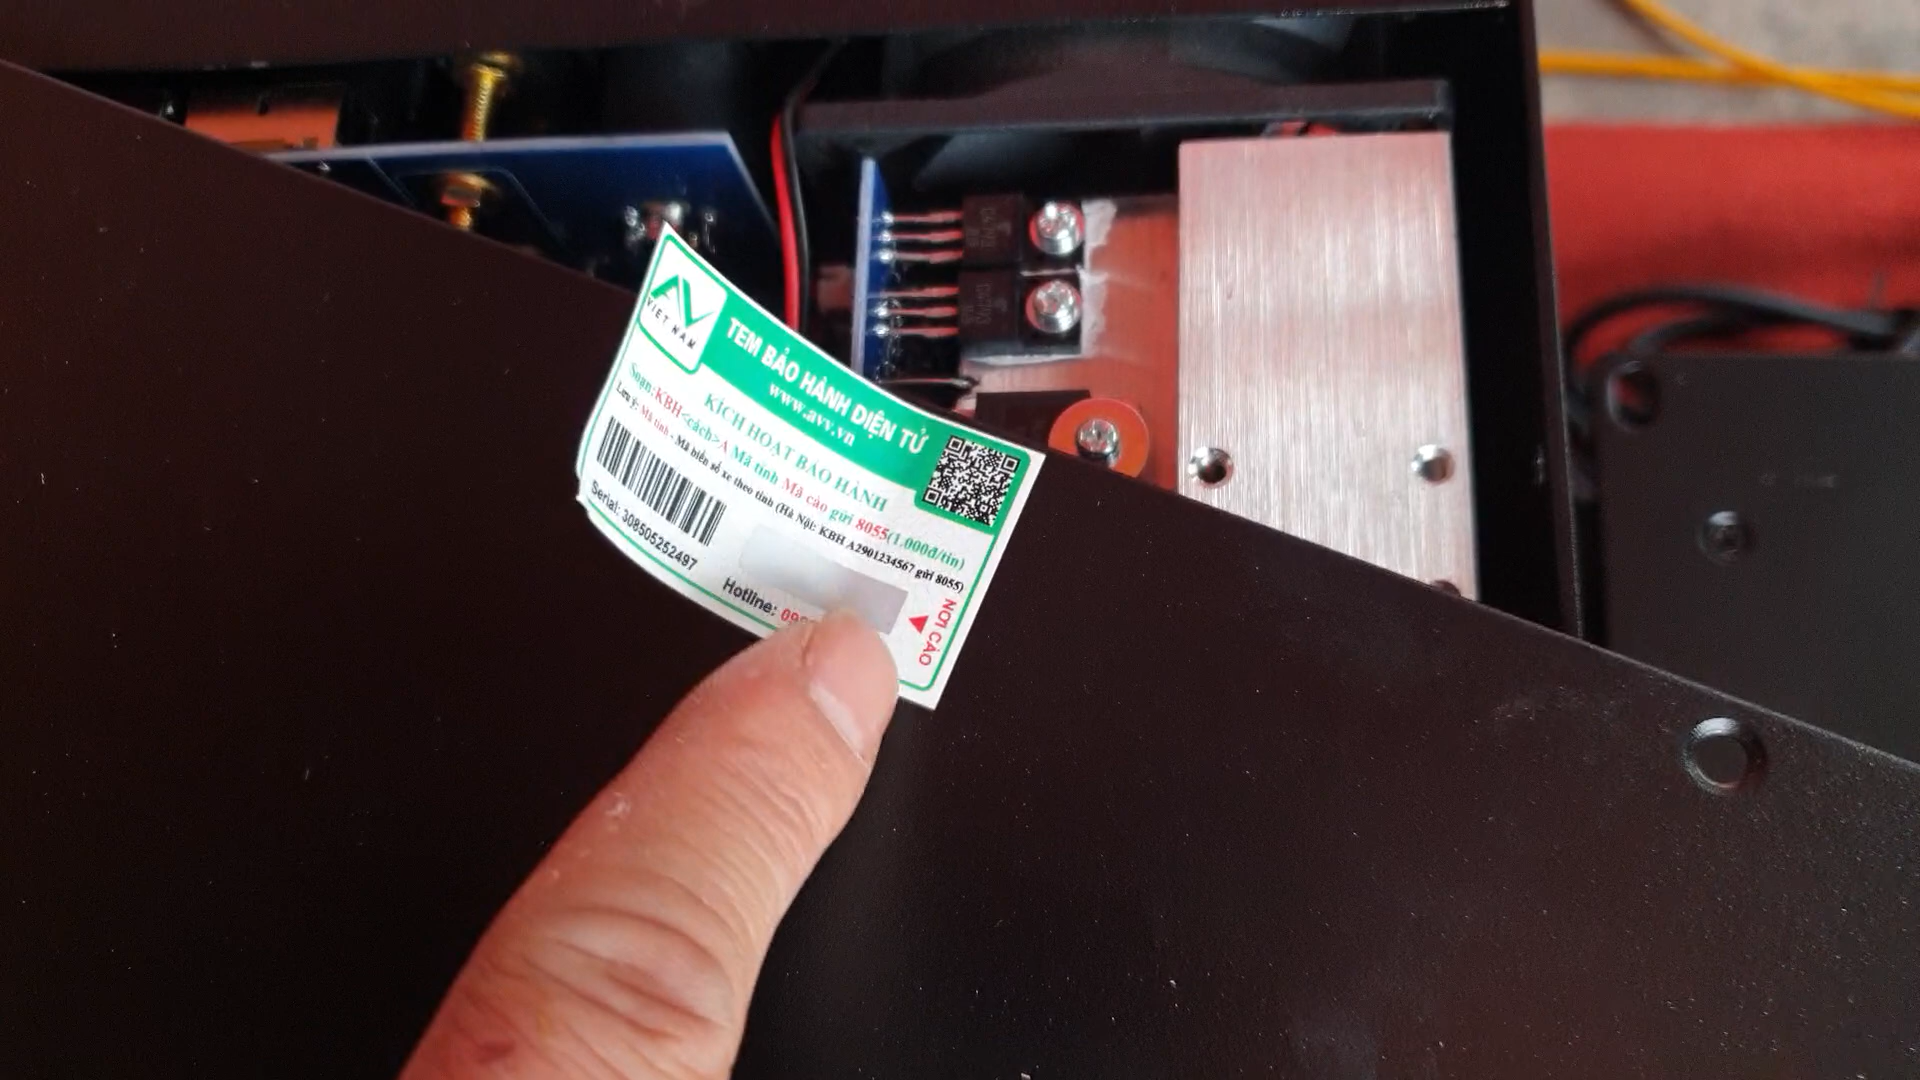 AV
VIET NAM
TEM BẢO HÀNH ĐIỆN TỬ
www.avv.vn
KÍCH HOẠT BẢO HÀNH
Soạn:KBH<cách>A Mã tỉnh Mã cào gửi 8055(1.000đ/tin)
Lưu ý: Mã tỉnh - Mã biển số xe theo tỉnh (Hà Nội: KBH A2901234567 gửi 8055)
Serial: 308505252497
NƠI CÀO
Hotline: